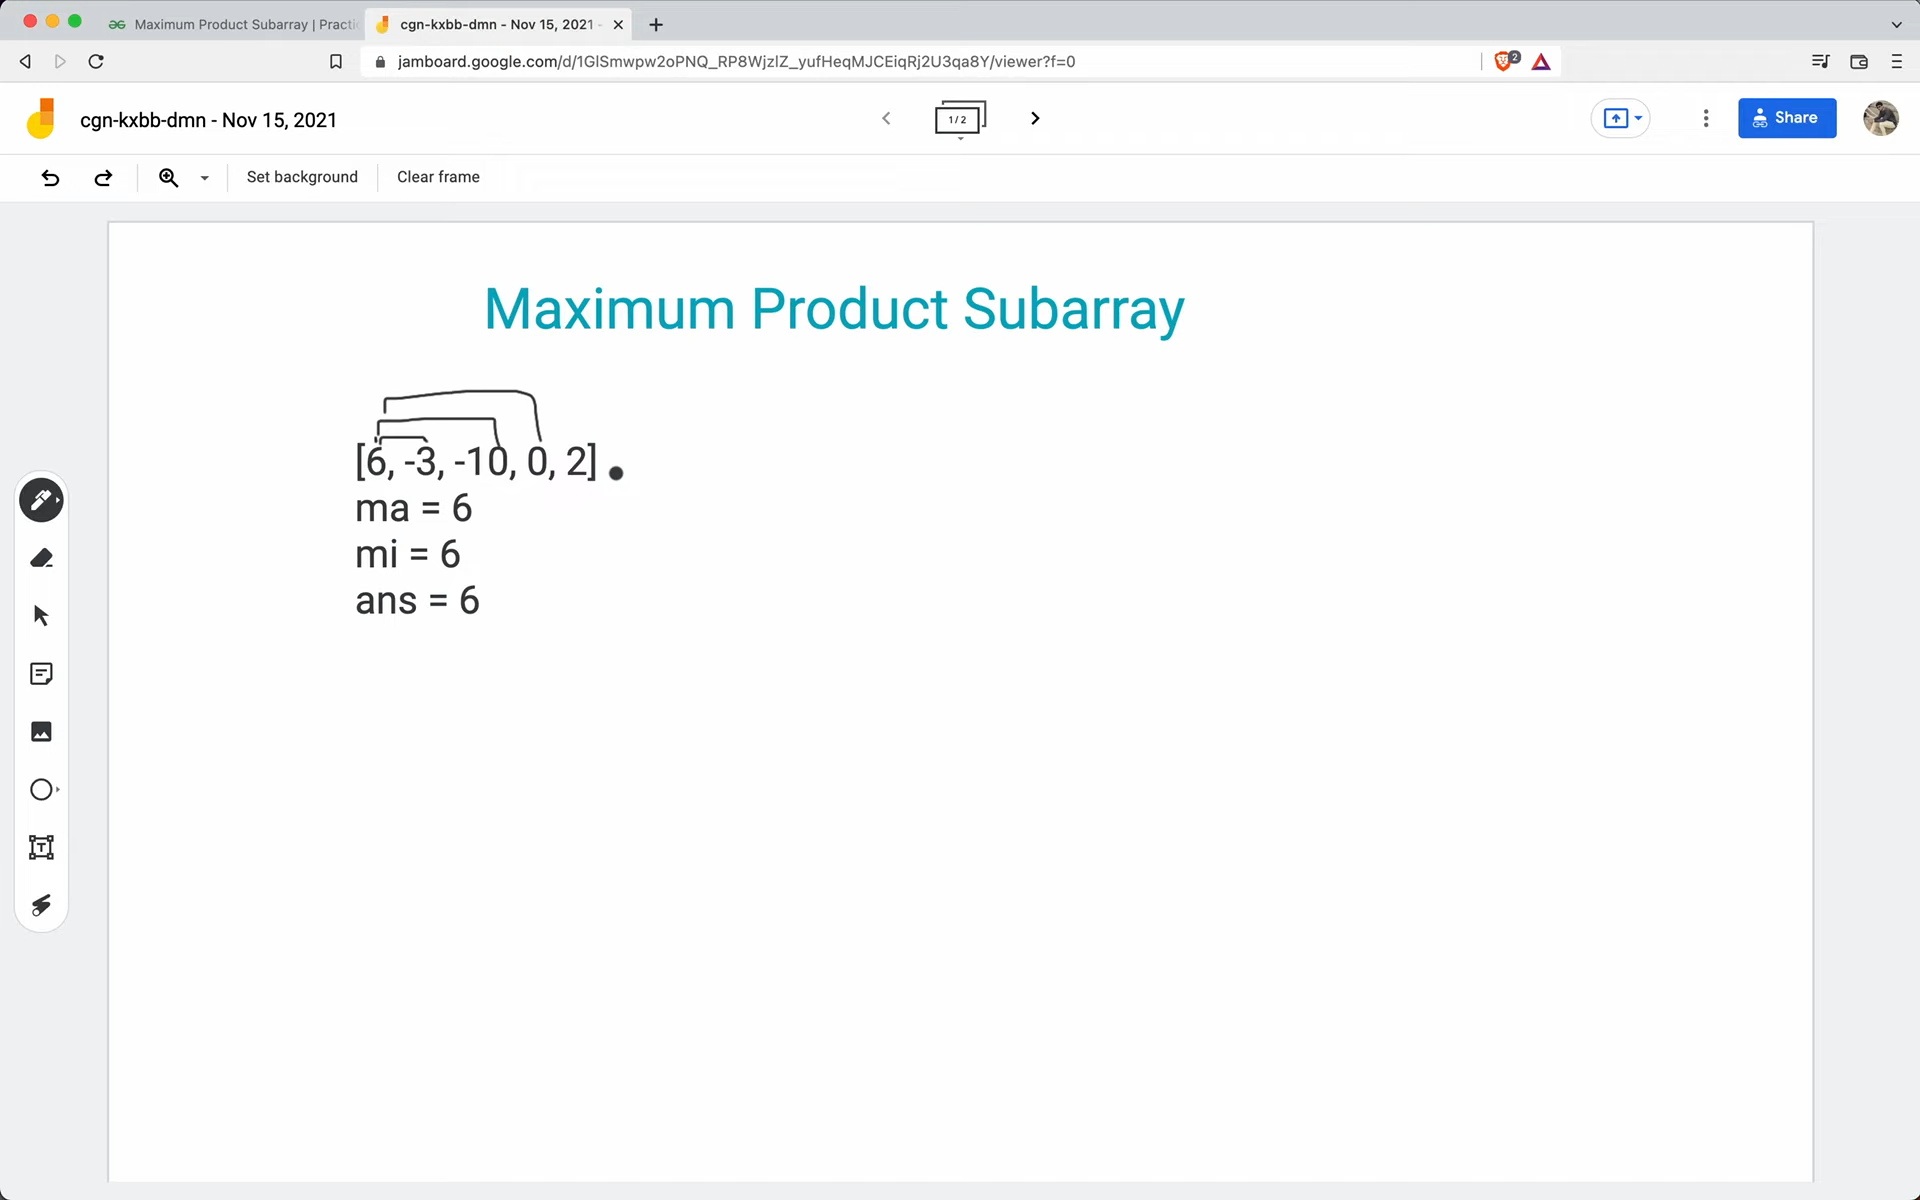 Maximum Product Subarray | Practi
cgn-kxbb-dmn - Nov 15, 2021 -
jamboard.google.com/d/1GlSmwpw2oPNQ_RP8WjzlZ_yufHeqMJCEiqRj2U3qa8Y/viewer?f=0
2
cgn-kxbb-dmn - Nov 15, 2021
1 / 2
Share
Set background
Clear frame
Maximum Product Subarray
[6, -3, -10, 0, 2]
ma = 6
mi = 6
ans = 6